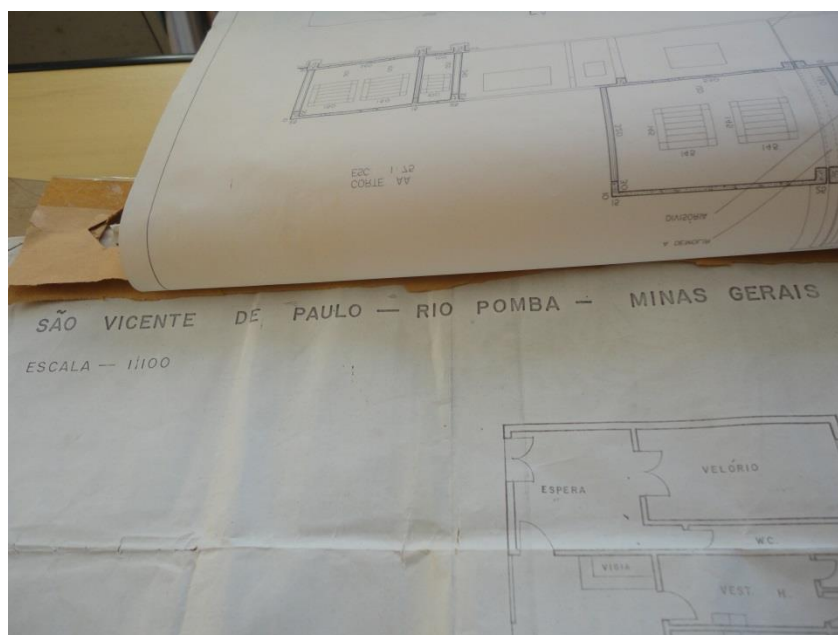 ESC. 1:75
CORTE AA
DIVISÓRIA
SÃO VICENTE DE PAULO — RIO POMBA — MINAS GERAIS
ESCALA — 1:100
ESPERA
VELÓRIO
W.C.
VIGIA
VEST. H.